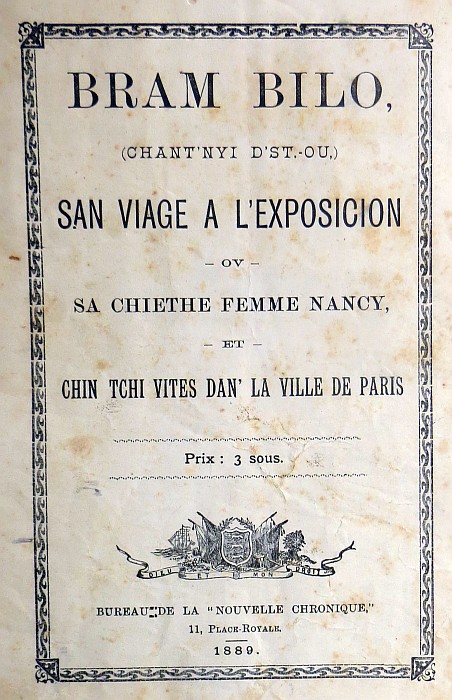 BRAM BILO,
(CHANT'NYI D'ST.-OU,)
SAN VIAGE A L'EXPOSICION
– OV –
SA CHIETHE FEMME NANCY,
– ET –
CHIN TCHI VITES DAN' LA VILLE DE PARIS
Prix : 3 sous.
DIEU ET MON DROIT
BUREAU DE LA "NOUVELLE CHRONIQUE,"
11, PLACE-ROYALE.
1889.